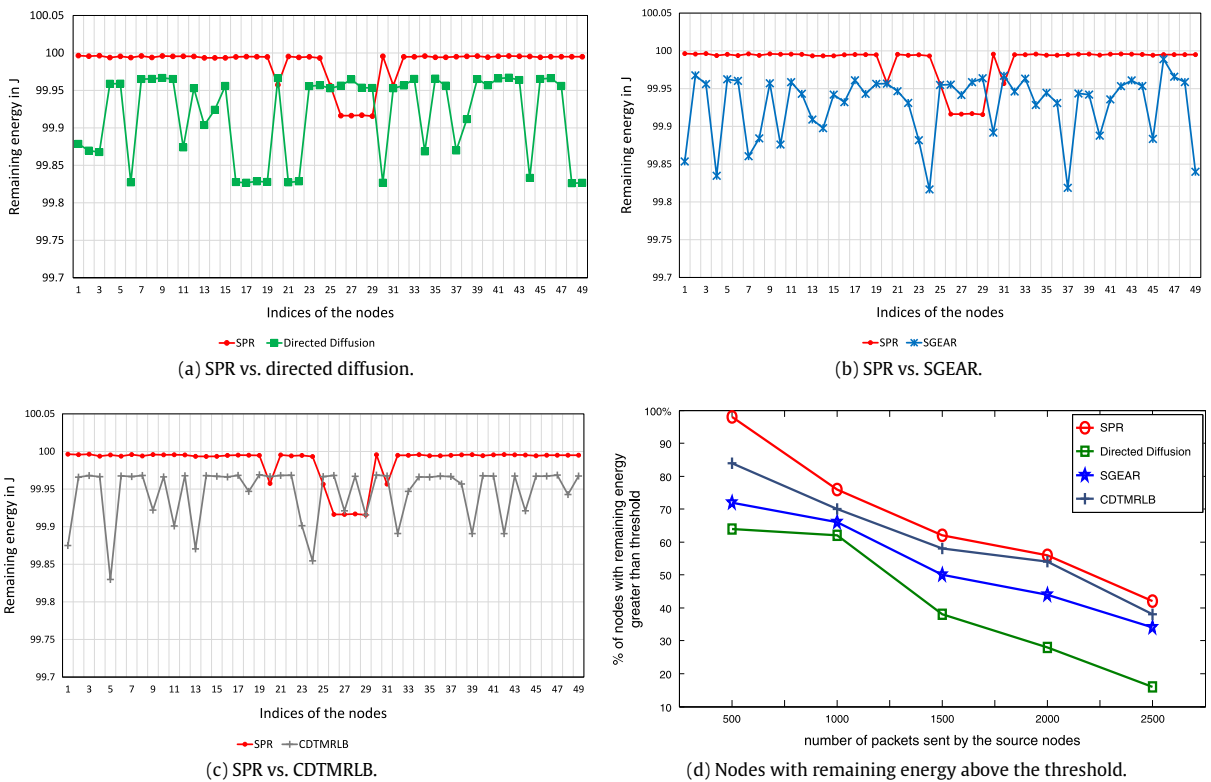 100.05
100
99.95
99.9
99.85
99.8
99.75
99.7
Remaining energy in J
1 3 5 7 9 11 13 15 17 19 21 23 25 27 29 31 33 35 37 39 41 43 45 47 49
Indices of the nodes
SPR Directed Diffusion
(a) SPR vs. directed diffusion.
100.05
100
99.95
99.9
99.85
99.8
99.75
99.7
Remaining energy in J
1 3 5 7 9 11 13 15 17 19 21 23 25 27 29 31 33 35 37 39 41 43 45 47 49
Indices of the nodes
SPR SGEAR
(b) SPR vs. SGEAR.
100.05
100
99.95
99.9
99.85
99.8
99.75
99.7
Remaining energy in J
1 3 5 7 9 11 13 15 17 19 21 23 25 27 29 31 33 35 37 39 41 43 45 47 49
Indices of the nodes
SPR CDTMRLB
(c) SPR vs. CDTMRLB.
100%
90
80
70
60
50
40
30
20
10
% of nodes with remaining energy
greater than threshold
SPR
Directed Diffusion
SGEAR
CDTMRLB
500 1000 1500 2000 2500
number of packets sent by the source nodes
(d) Nodes with remaining energy above the threshold.